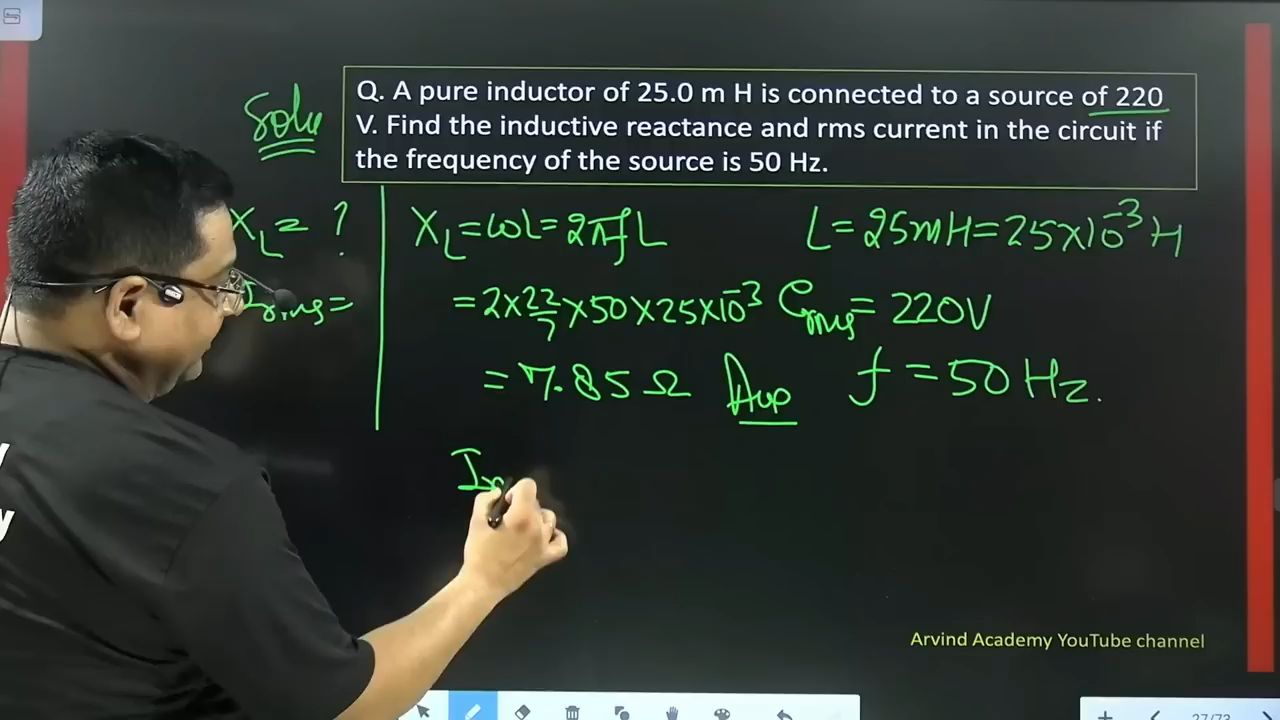 Q. A pure inductor of 25.0 m H is connected to a source of 220
V. Find the inductive reactance and rms current in the circuit if
the frequency of the source is 50 Hz.
Soln
X_L = ?
I_rms =
X_L = ωL = 2πfL
= 2×22/7×50×25×10⁻³
= 7.85 Ω Ans
L = 25mH = 25×10⁻³ H
e_rms = 220V
f = 50 Hz.
Arvind Academy YouTube channel
27/73